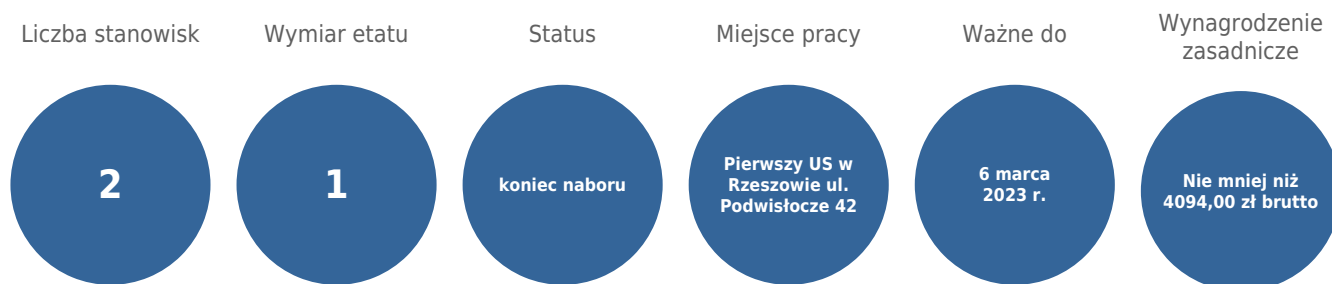 Liczba stanowisk
Wymiar etatu
Status
Miejsce pracy
Ważne do
Wynagrodzenie
zasadnicze
2
1
koniec naboru
Pierwszy US w
Rzeszowie ul.
Podwisłocze 42
6 marca
2023 r.
Nie mniej niż
4094,00 zł brutto